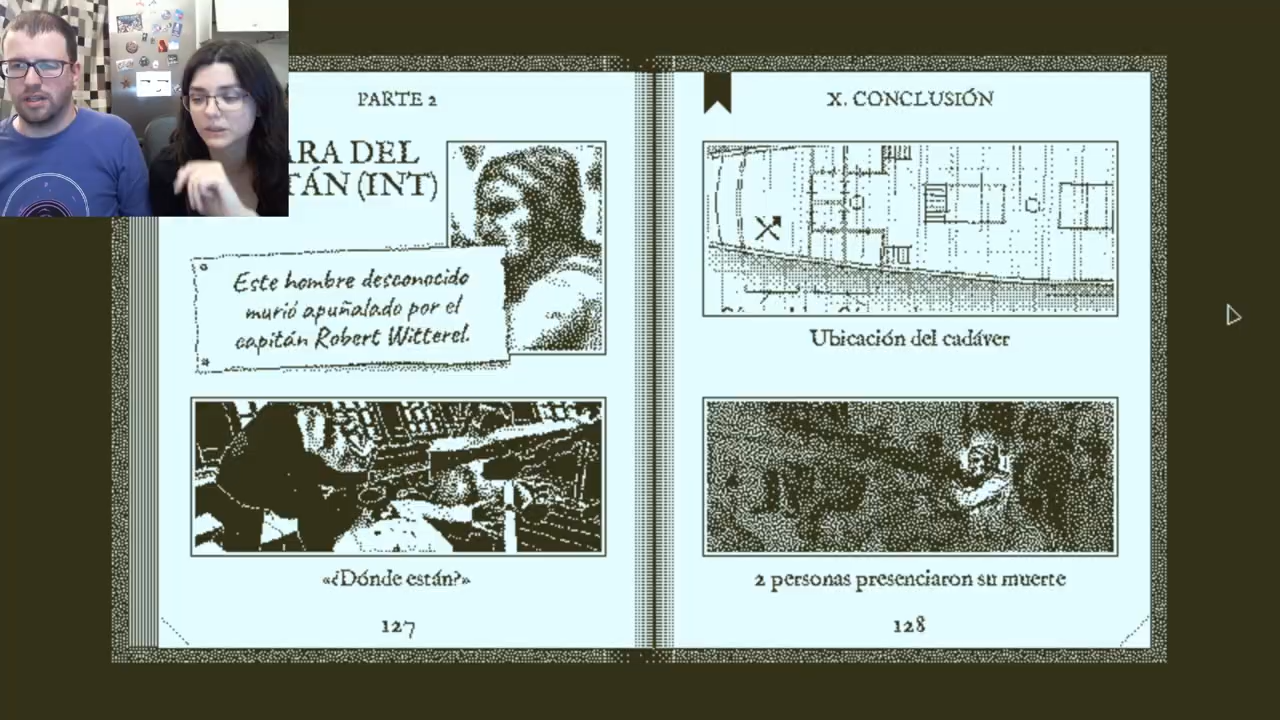 PARTE 2
ARA DEL
TÁN (INT)
Este hombre desconocido
murió apuñalado por el
capitán Robert Witterel.
«¿Dónde están?»
127
X. CONCLUSIÓN
Ubicación del cadáver
2 personas presenciaron su muerte
128